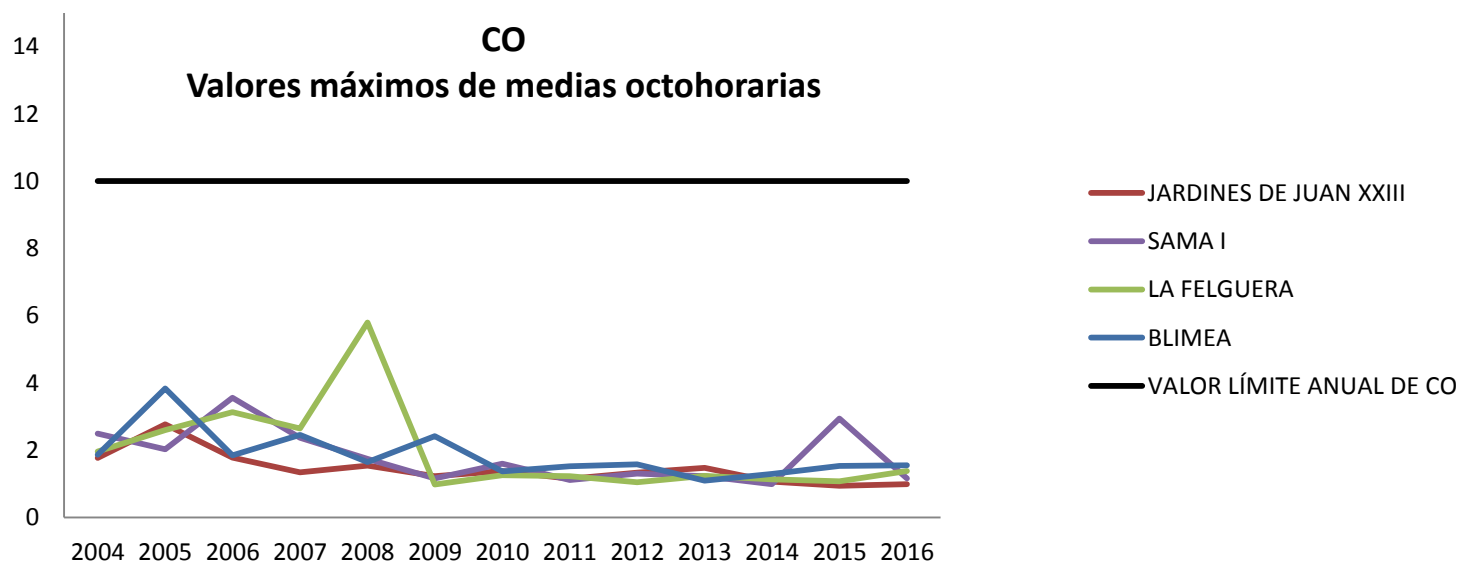 CO
Valores máximos de medias octohorarias
14
12
10
8
6
4
2
0
2004 2005 2006 2007 2008 2009 2010 2011 2012 2013 2014 2015 2016
JARDINES DE JUAN XXIII
SAMA I
LA FELGUERA
BLIMEA
VALOR LÍMITE ANUAL DE CO